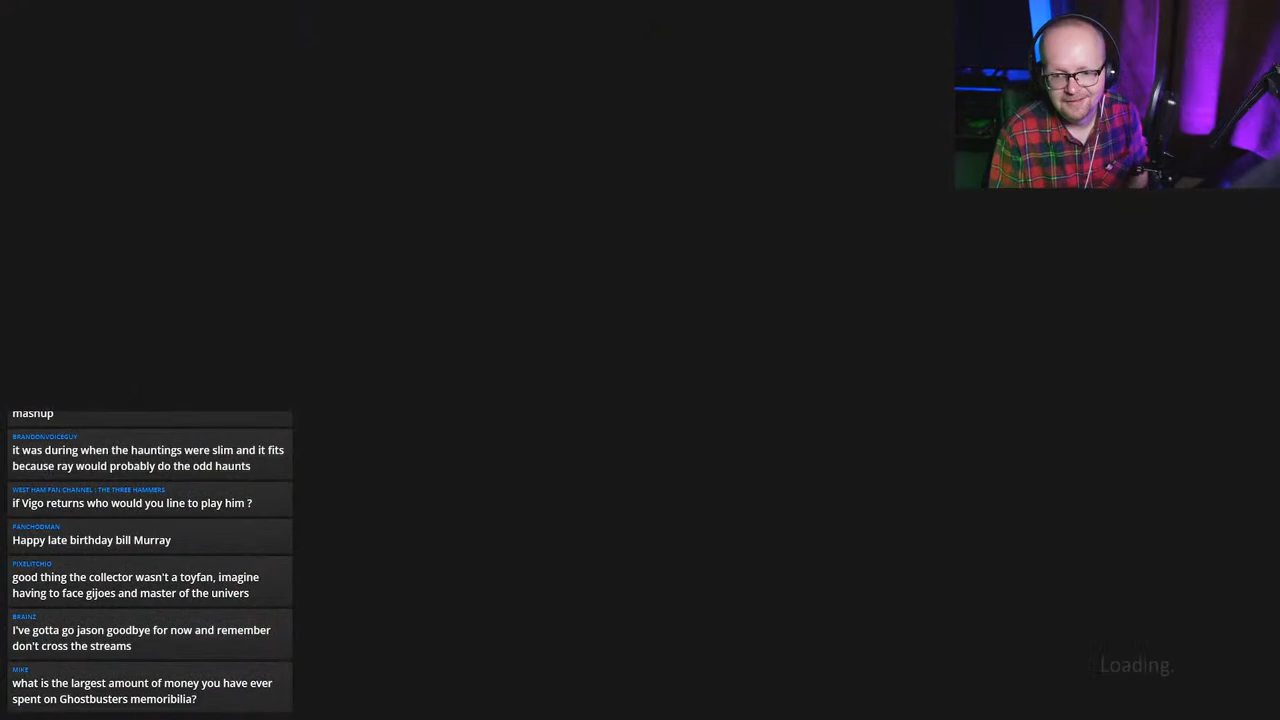 mashup
BRANDONVOICEGUY
it was during when the hauntings were slim and it fits
because ray would probably do the odd haunts
WEST HAM FAN CHANNEL : THE THREE HAMMERS
if Vigo returns who would you line to play him ?
FANCHODMAN
Happy late birthday bill Murray
PIXELITCHIO
good thing the collector wasn't a toyfan, imagine
having to face gijoes and master of the univers
BRAINZ
I've gotta go jason goodbye for now and remember
don't cross the streams
MIKE
what is the largest amount of money you have ever
spent on Ghostbusters memoribilia?
Loading.